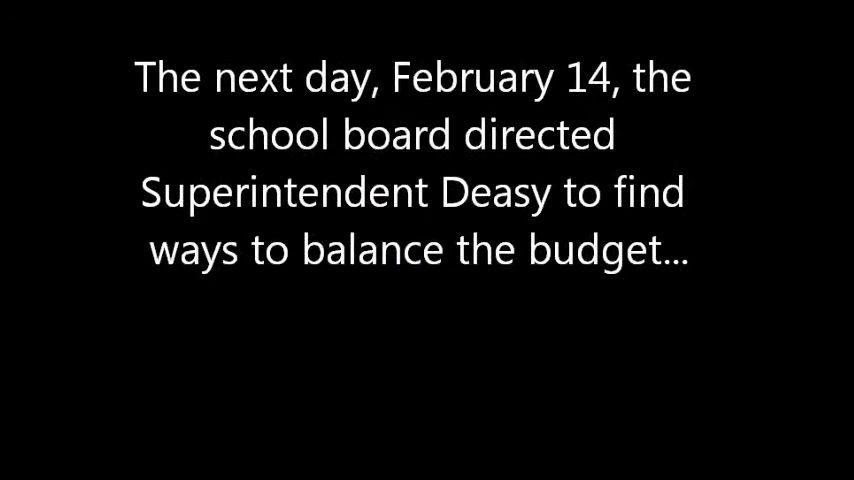 The next day, February 14, the
school board directed
Superintendent Deasy to find
ways to balance the budget...